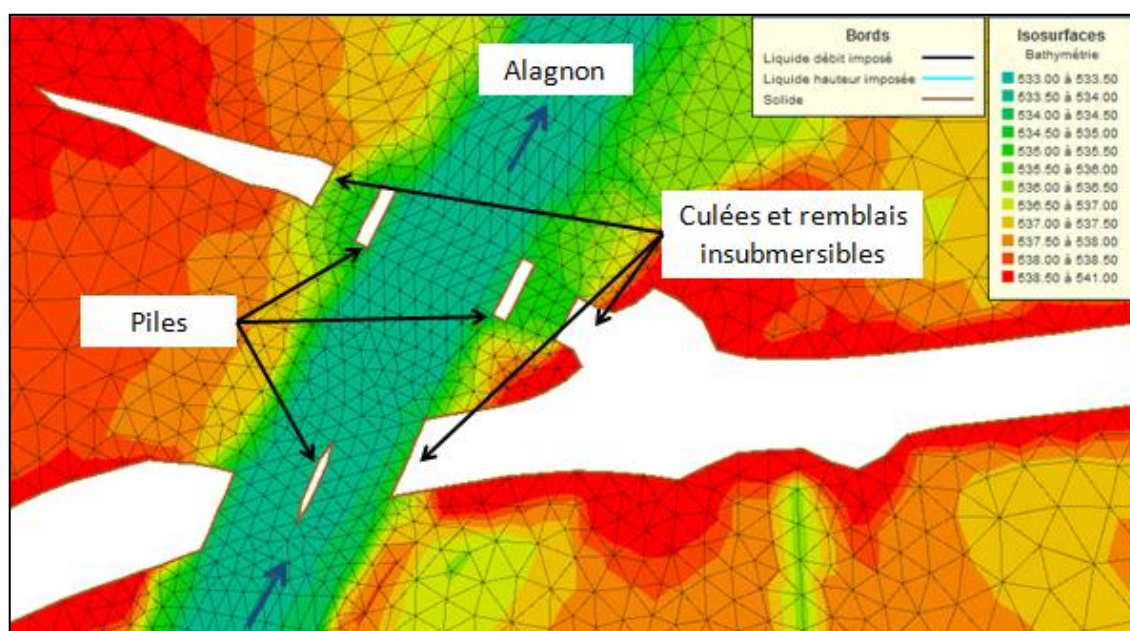 Alagnon
Culées et remblais
insubmersibles
Piles
Bords
Liquide débit imposé
Liquide hauteur imposée
Solide
Isosurfaces
Bathymétrie
533.00 à 533.50
533.50 à 534.00
534.00 à 534.50
534.50 à 535.00
535.00 à 535.50
535.50 à 536.00
536.00 à 536.50
536.50 à 537.00
537.00 à 537.50
537.50 à 538.00
538.00 à 538.50
538.50 à 541.00